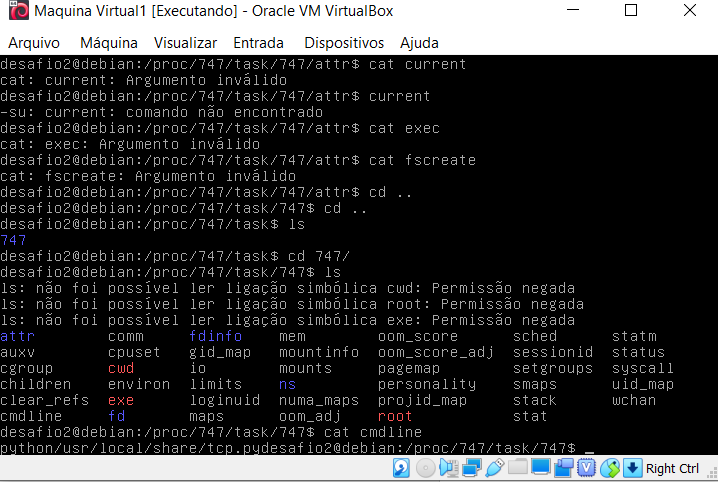 Maquina Virtual1 [Executando] - Oracle VM VirtualBox
Arquivo Máquina Visualizar Entrada Dispositivos Ajuda
desafio2@debian:/proc/747/task/747/attr$ cat current
cat: current: Argumento inválido
desafio2@debian:/proc/747/task/747/attr$ current
-su: current: comando não encontrado
desafio2@debian:/proc/747/task/747/attr$ cat exec
cat: exec: Argumento inválido
desafio2@debian:/proc/747/task/747/attr$ cat fscreate
cat: fscreate: Argumento inválido
desafio2@debian:/proc/747/task/747/attr$ cd ..
desafio2@debian:/proc/747/task/747$ cd ..
desafio2@debian:/proc/747/task$ ls
747
desafio2@debian:/proc/747/task$ cd 747/
desafio2@debian:/proc/747/task/747$ ls
ls: não foi possível ler ligação simbólica cwd: Permissão negada
ls: não foi possível ler ligação simbólica root: Permissão negada
ls: não foi possível ler ligação simbólica exe: Permissão negada
attr comm fdinfo mem oom_score sched statm
auxv cpuset gid_map mountinfo oom_score_adj sessionid status
cgroup cwd io mounts pagemap setgroups syscall
children environ limits ns personality smaps uid_map
clear_refs exe loginuid numa_maps projid_map stack wchan
cmdline fd maps oom_adj root stat
desafio2@debian:/proc/747/task/747$ cat cmdline
python/usr/local/share/tcp.pydesafio2@debian:/proc/747/task/747$ _
Right Ctrl